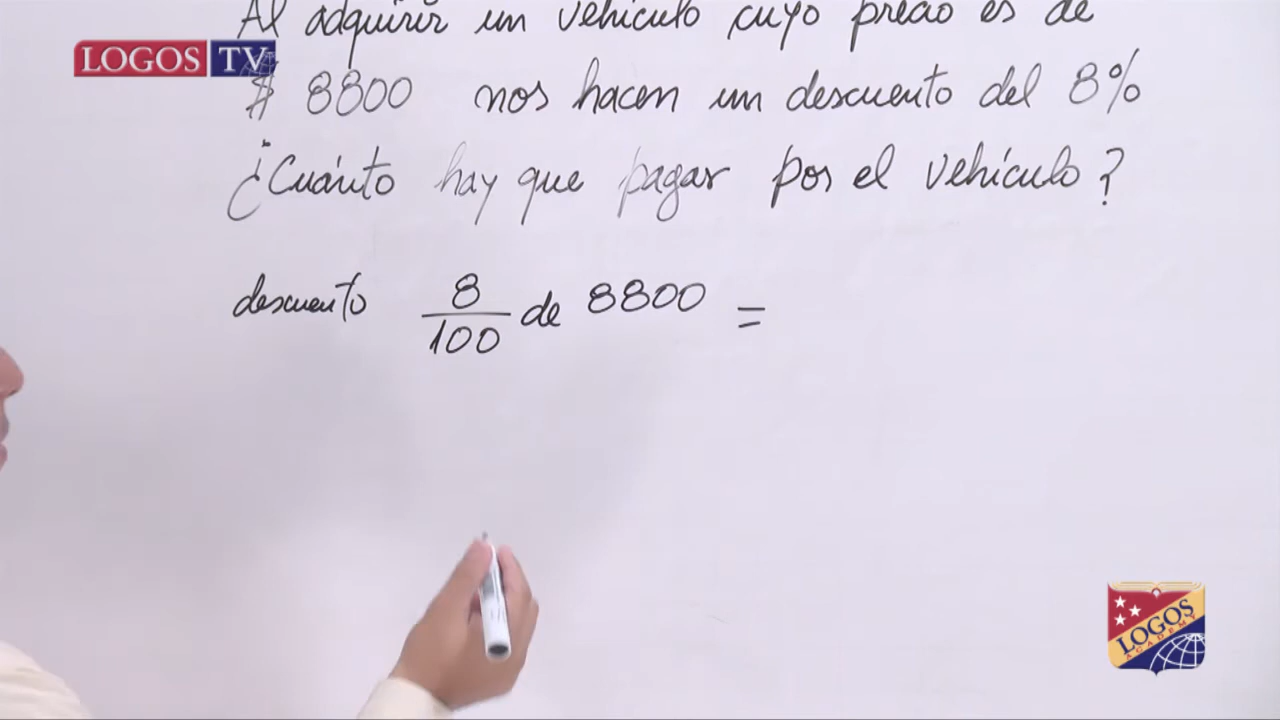 Al adquirir un vehículo cuyo precio es de
LOGOS TV
$ 8800 nos hacen un descuento del 8%
¿Cuánto hay que pagar por el vehículo?
descuento 8/100 de 8800 =
LOGOS
ACADEMY